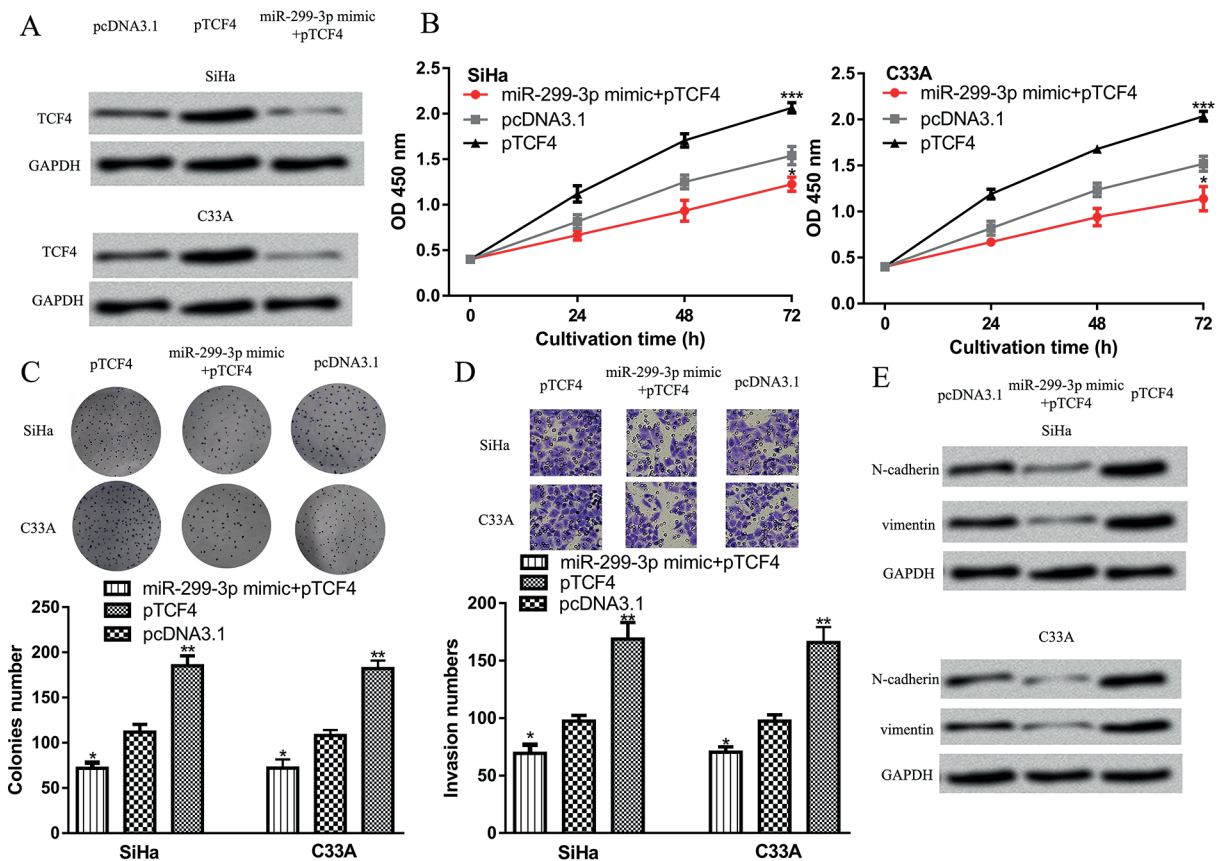 A
pcDNA3.1
pTCF4
miR-299-3p mimic
+pTCF4
SiHa
TCF4
GAPDH
C33A
TCF4
GAPDH
B
SiHa
miR-299-3p mimic+pTCF4
pcDNA3.1
pTCF4
***
*
2.5
2.0
1.5
1.0
0.5
0.0
OD 450 nm
0
24
48
72
Cultivation time (h)
C33A
miR-299-3p mimic+pTCF4
pcDNA3.1
pTCF4
***
*
2.5
2.0
1.5
1.0
0.5
0.0
OD 450 nm
0
24
48
72
Cultivation time (h)
C
pTCF4
miR-299-3p mimic
+pTCF4
pcDNA3.1
SiHa
C33A
miR-299-3p mimic+pTCF4
pTCF4
pcDNA3.1
250
200
150
100
50
0
Colonies number
*
**
*
**
SiHa
C33A
D
pTCF4
miR-299-3p mimic
+pTCF4
pcDNA3.1
SiHa
C33A
miR-299-3p mimic+pTCF4
pTCF4
pcDNA3.1
200
150
100
50
0
Invasion numbers
*
**
*
**
SiHa
C33A
E
pcDNA3.1
miR-299-3p mimic
+pTCF4
pTCF4
SiHa
N-cadherin
vimentin
GAPDH
C33A
N-cadherin
vimentin
GAPDH